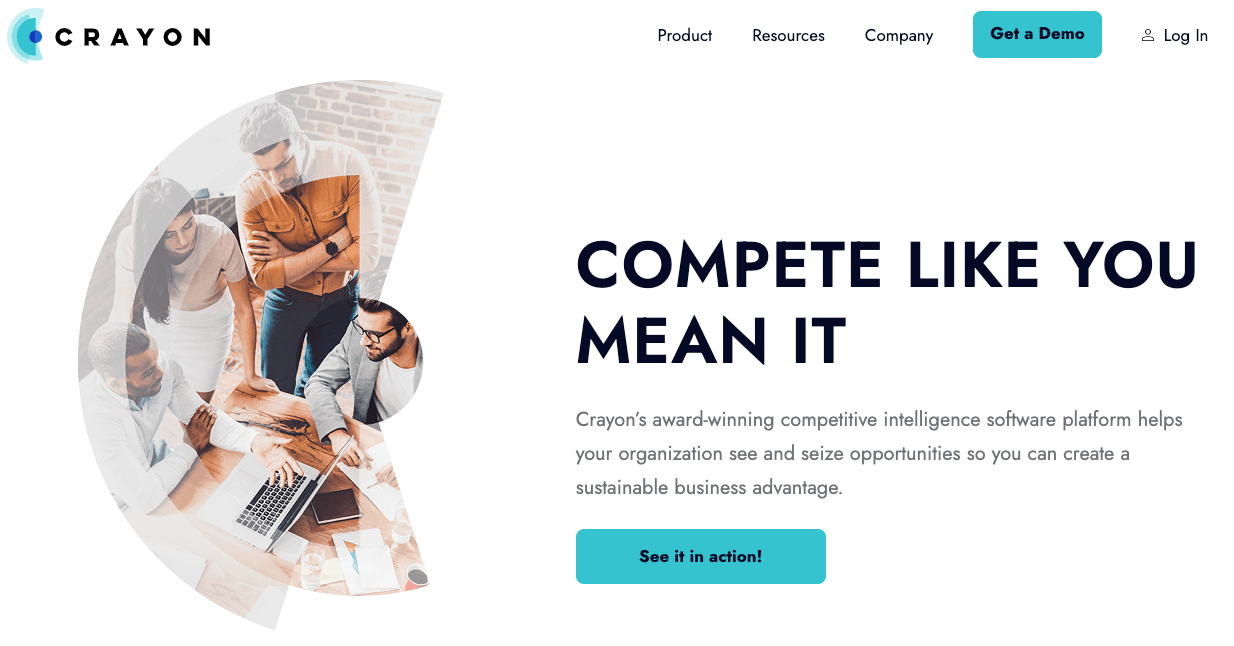 CRAYON
Product
Resources
Company
Get a Demo
Log In
COMPETE LIKE YOU
MEAN IT
Crayon’s award-winning competitive intelligence software platform helps
your organization see and seize opportunities so you can create a
sustainable business advantage.
See it in action!